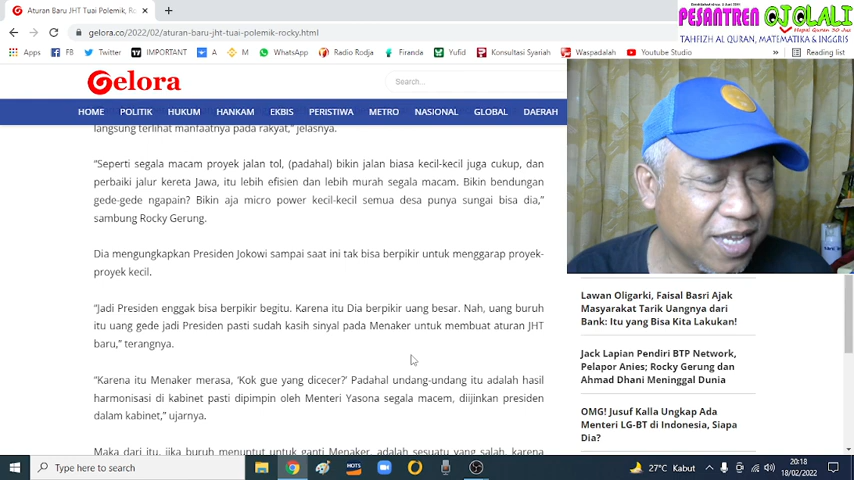 Aturan Baru JHT Tuai Polemik, Ro
PESANTREN OJOLALI
Hapal Quran 30 Jus
TAHFIZH AL QURAN, MATEMATIKA & INGGRIS
gelora.co/2022/02/aturan-baru-jht-tuai-polemik-rocky.html
Apps FB Twitter IMPORTANT A M WhatsApp Radio Rodja Firanda Yufid Konsultasi Syariah Waspadalah Youtube Studio » Reading list
Gelora
Search...
HOME POLITIK HUKUM HANKAM EKBIS PERISTIWA METRO NASIONAL GLOBAL DAERAH
langsung terlihat manfaatnya pada rakyat,” jelasnya.
“Seperti segala macam proyek jalan tol, (padahal) bikin jalan biasa kecil-kecil juga cukup, dan
perbaiki jalur kereta Jawa, itu lebih efisien dan lebih murah segala macam. Bikin bendungan
gede-gede ngapain? Bikin aja micro power kecil-kecil semua desa punya sungai bisa dia,”
sambung Rocky Gerung.
Dia mengungkapkan Presiden Jokowi sampai saat ini tak bisa berpikir untuk menggarap proyek-
proyek kecil.
“Jadi Presiden enggak bisa berpikir begitu. Karena itu Dia berpikir uang besar. Nah, uang buruh
itu uang gede jadi Presiden pasti sudah kasih sinyal pada Menaker untuk membuat aturan JHT
baru,” terangnya.
“Karena itu Menaker merasa, ‘Kok gue yang dicecer?’ Padahal undang-undang itu adalah hasil
harmonisasi di kabinet pasti dipimpin oleh Menteri Yasona segala macem, diijinkan presiden
dalam kabinet,” ujarnya.
Maka dari itu, jika buruh menuntut untuk ganti Menaker, adalah sesuatu yang salah, karena
Lawan Oligarki, Faisal Basri Ajak
Masyarakat Tarik Uangnya dari
Bank: Itu yang Bisa Kita Lakukan!
Jack Lapian Pendiri BTP Network,
Pelapor Anies; Rocky Gerung dan
Ahmad Dhani Meninggal Dunia
OMG! Jusuf Kalla Ungkap Ada
Menteri LG-BT di Indonesia, Siapa
Dia?
Type here to search
HOTS
27°C Kabut
20:18
18/02/2022